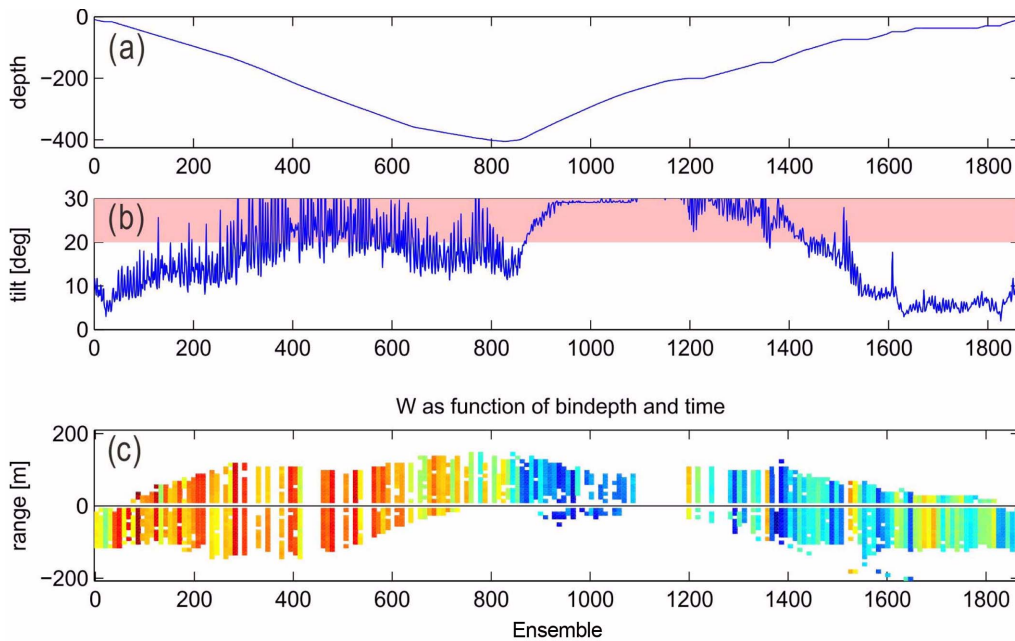 (a)
depth
0
−200
−400
0 200 400 600 800 1000 1200 1400 1600 1800
(b)
tilt [deg]
30
20
10
0
0 200 400 600 800 1000 1200 1400 1600 1800
W as function of bindepth and time
(c)
range [m]
200
0
−200
0 200 400 600 800 1000 1200 1400 1600 1800
Ensemble